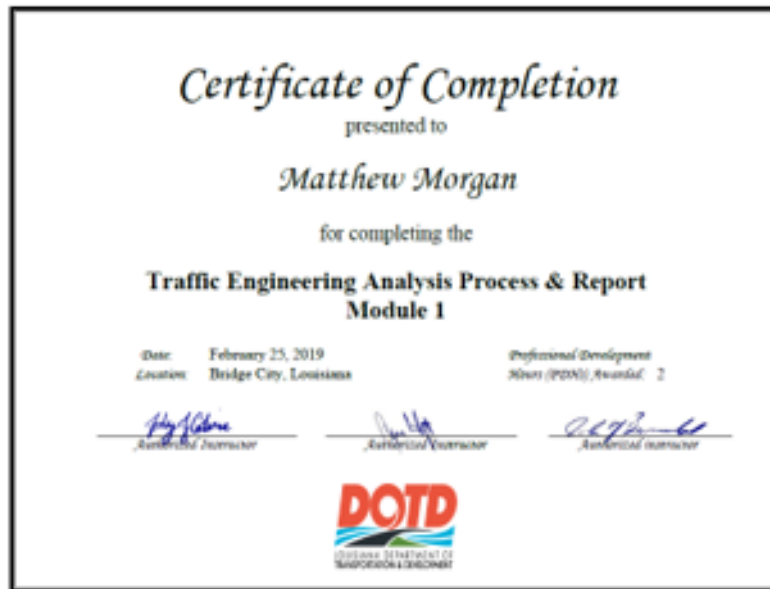 Certificate of Completion
presented to
Matthew Morgan
for completing the
Traffic Engineering Analysis Process & Report
Module 1
Date: February 25, 2019
Location: Bridge City, Louisiana
Professional Development
Hours (PDH) Awarded: 2
Authorized Instructor
Authorized Instructor
Authorized instructor
DOTD
LOUISIANA DEPARTMENT OF
TRANSPORTATION & DEVELOPMENT